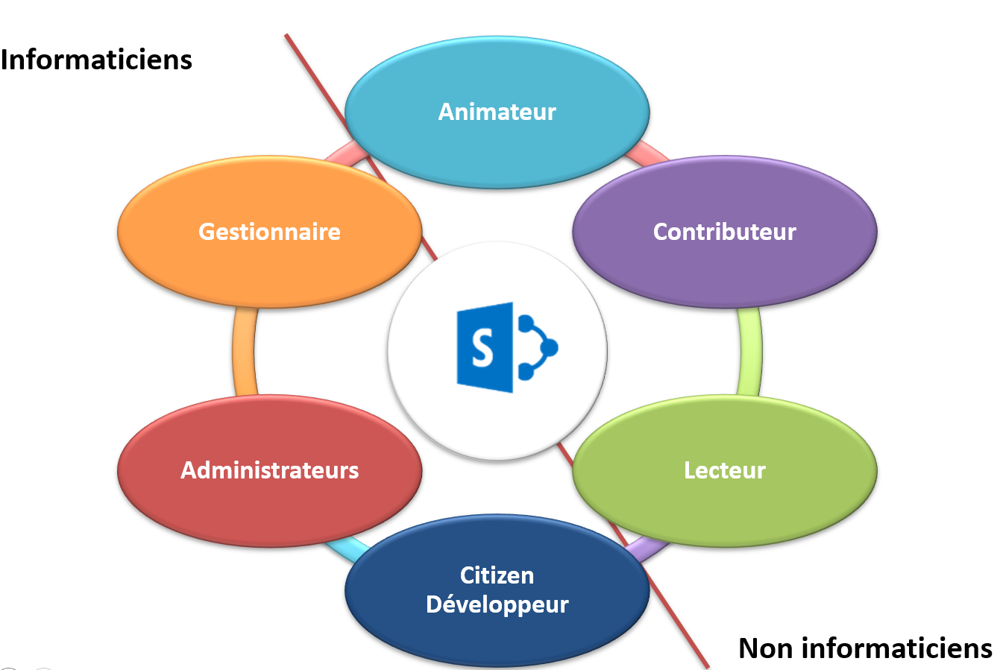 Informaticiens
Animateur
Gestionnaire
Contributeur
S
Administrateurs
Lecteur
Citizen
Développeur
Non informaticiens